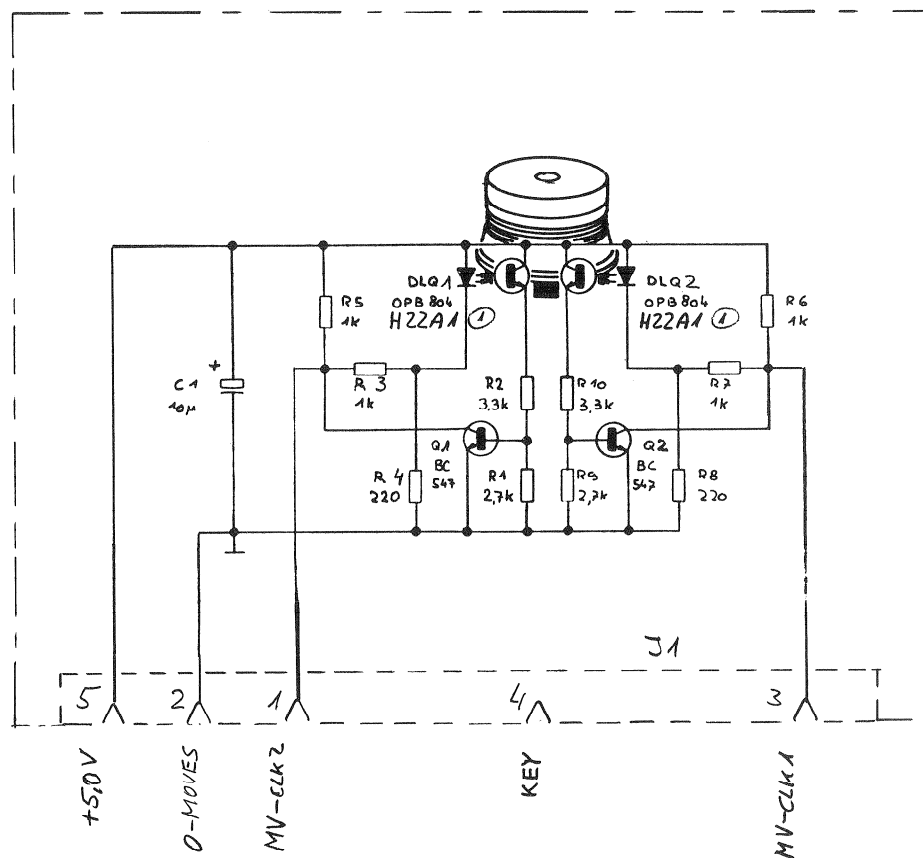 DLQ1
OPB 804
H22A1 ①
DLQ2
OPB 804
H22A1 ①
R5
1k
R6
1k
+
C1
10µ
R3
1k
R2
3,3k
R10
3,3k
R7
1k
Q1
BC
547
Q2
BC
547
R4
220
R1
2,7k
R9
2,7k
R8
220
J1
5
2
1
4
3
+5,0V
0-MOVES
MV-CLK2
KEY
MV-CLK1